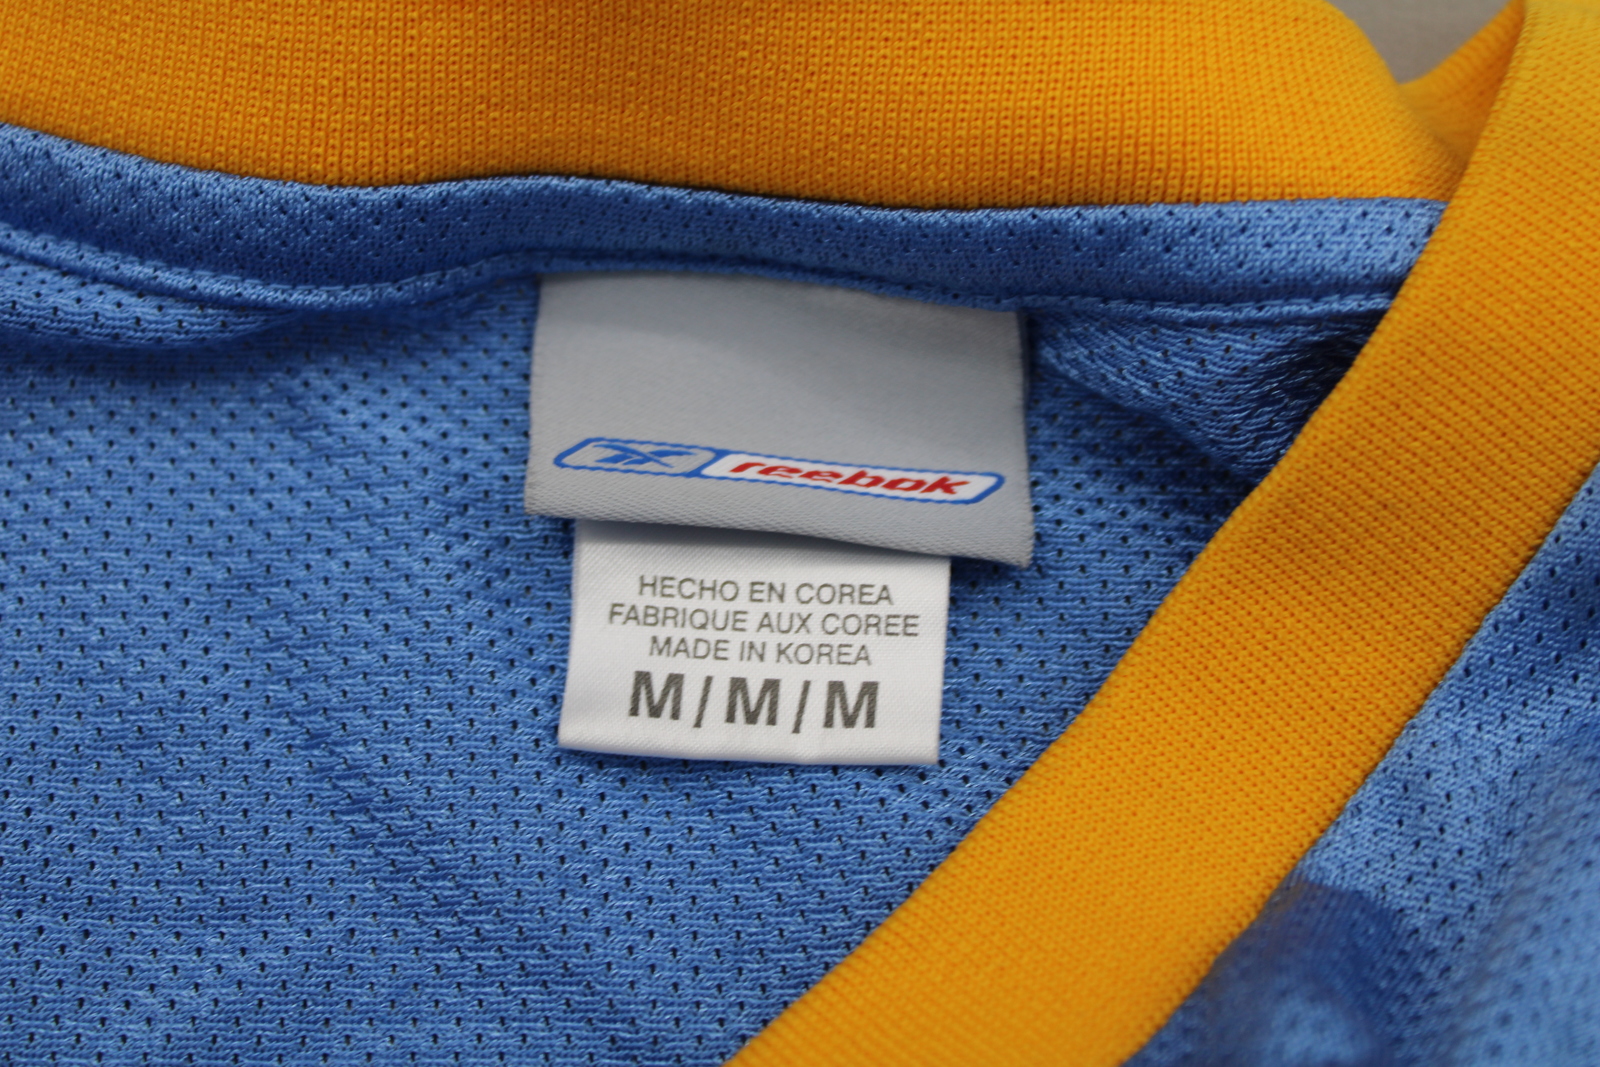 reebok
HECHO EN COREA
FABRIQUE AUX COREE
MADE IN KOREA
M/M/M